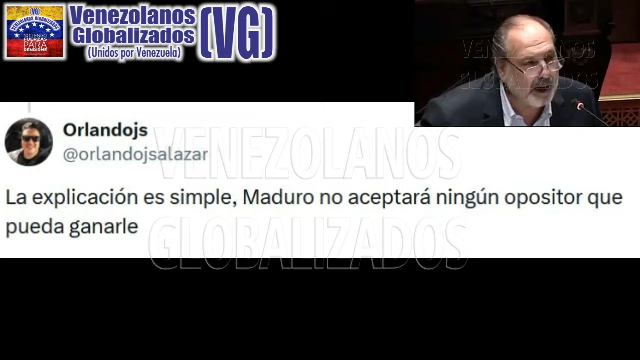 Venezolanos
Globalizados
(Unidos por Venezuela)
(VG)
(VG)
VENEZOLANOS
GLOBALIZADOS
Orlandojs
@orlandojsalazar
La explicación es simple, Maduro no aceptará ningún opositor que
pueda ganarle
VENEZOLANOS
GLOBALIZADOS